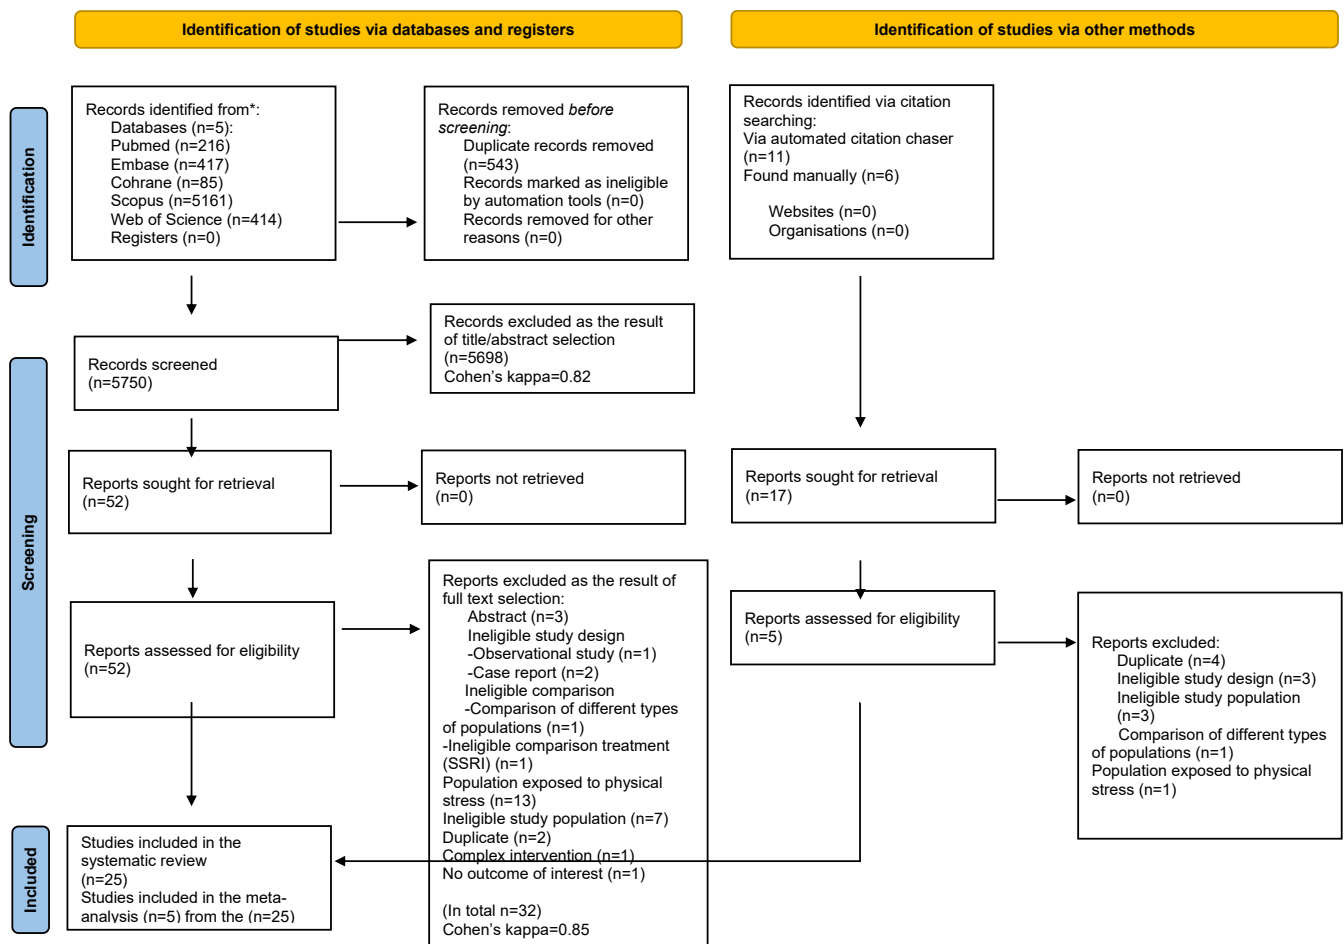 Identification of studies via databases and registers
Identification of studies via other methods
Identification
Records identified from*:
Databases (n=5):
Pubmed (n=216)
Embase (n=417)
Cochrane (n=85)
Scopus (n=5161)
Web of Science (n=414)
Registers (n=0)
Records removed before
screening:
Duplicate records removed
(n=543)
Records marked as ineligible
by automation tools (n=0)
Records removed for other
reasons (n=0)
Records identified via citation
searching:
Via automated citation chaser
(n=11)
Found manually (n=6)
Websites (n=0)
Organisations (n=0)
Screening
Records screened
(n=5750)
Records excluded as the result
of title/abstract selection
(n=5698)
Cohen's kappa=0.82
Reports sought for retrieval
(n=52)
Reports not retrieved
(n=0)
Reports sought for retrieval
(n=17)
Reports not retrieved
(n=0)
Reports assessed for eligibility
(n=52)
Reports excluded as the result of
full text selection:
Abstract (n=3)
Ineligible study design
-Observational study (n=1)
-Case report (n=2)
Ineligible comparison
-Comparison of different types
of populations (n=1)
-Ineligible comparison treatment
(SSRI) (n=1)
Population exposed to physical
stress (n=13)
Ineligible study population (n=7)
Duplicate (n=2)
Complex intervention (n=1)
No outcome of interest (n=1)
(In total n=32)
Cohen's kappa=0.85
Reports assessed for eligibility
(n=5)
Reports excluded:
Duplicate (n=4)
Ineligible study design (n=3)
Ineligible study population
(n=3)
Comparison of different types
of populations (n=1)
Population exposed to physical
stress (n=1)
Included
Studies included in the
systematic review
(n=25)
Studies included in the meta-
analysis (n=5) from the (n=25)